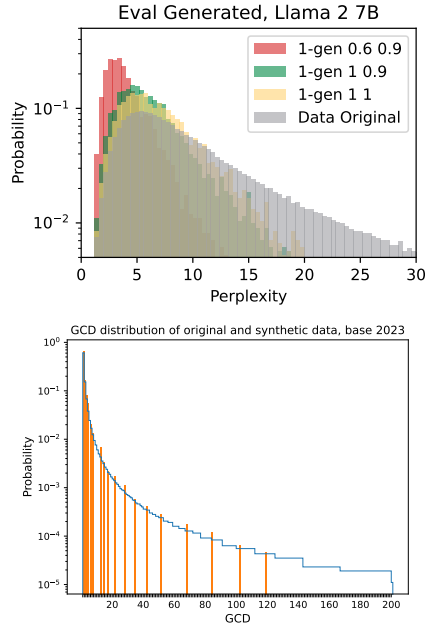 Eval Generated, Llama 2 7B
1-gen 0.6 0.9
1-gen 1 0.9
1-gen 1 1
Data Original
Probability
10⁻¹
10⁻²
0 5 10 15 20 25 30
Perplexity
GCD distribution of original and synthetic data, base 2023
Probability
10⁰
10⁻¹
10⁻²
10⁻³
10⁻⁴
10⁻⁵
20 40 60 80 100 120 140 160 180 200
GCD